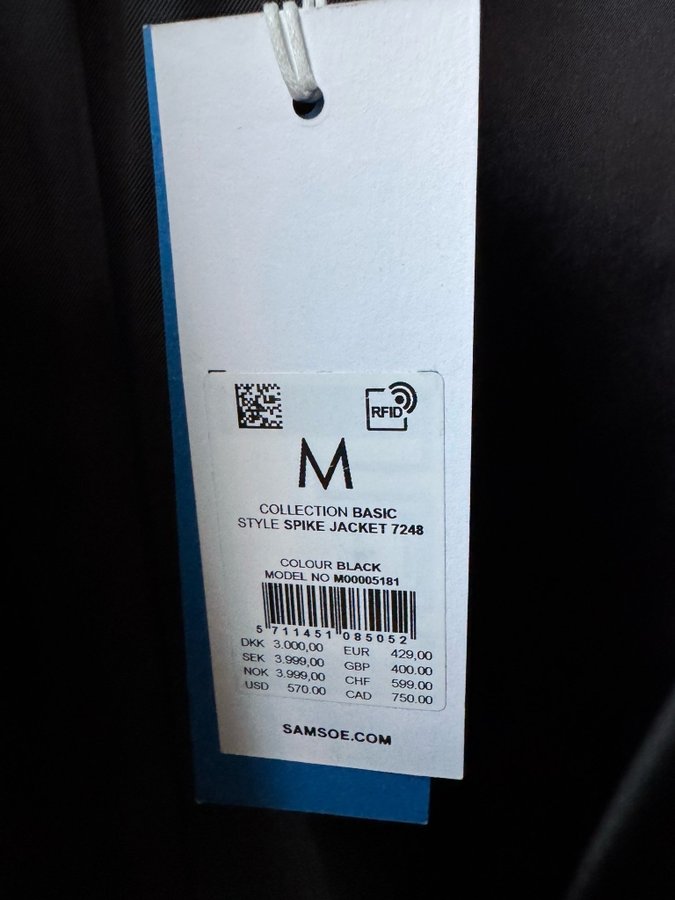 RFID
M
COLLECTION BASIC
STYLE SPIKE JACKET 7248
COLOUR BLACK
MODEL NO M00005181
5 711451 085052
DKK 3.000,00 EUR 429,00
SEK 3.999,00 GBP 400.00
NOK 3.999,00 CHF 599.00
USD 570.00 CAD 750.00
SAMSOE.COM